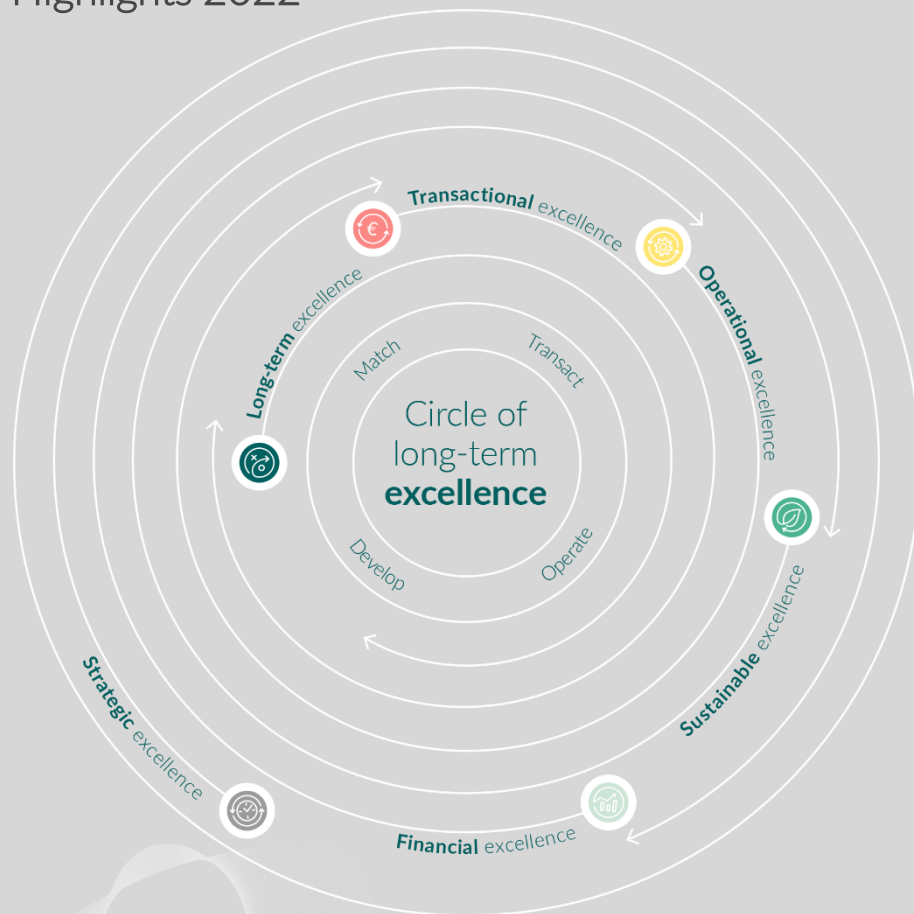 Highlights 2022
Transactional excellence
Operational excellence
Long-term excellence
Match
Transact
Circle of
long-term
excellence
Develop
Operate
Sustainable excellence
Strategic excellence
Financial excellence
€